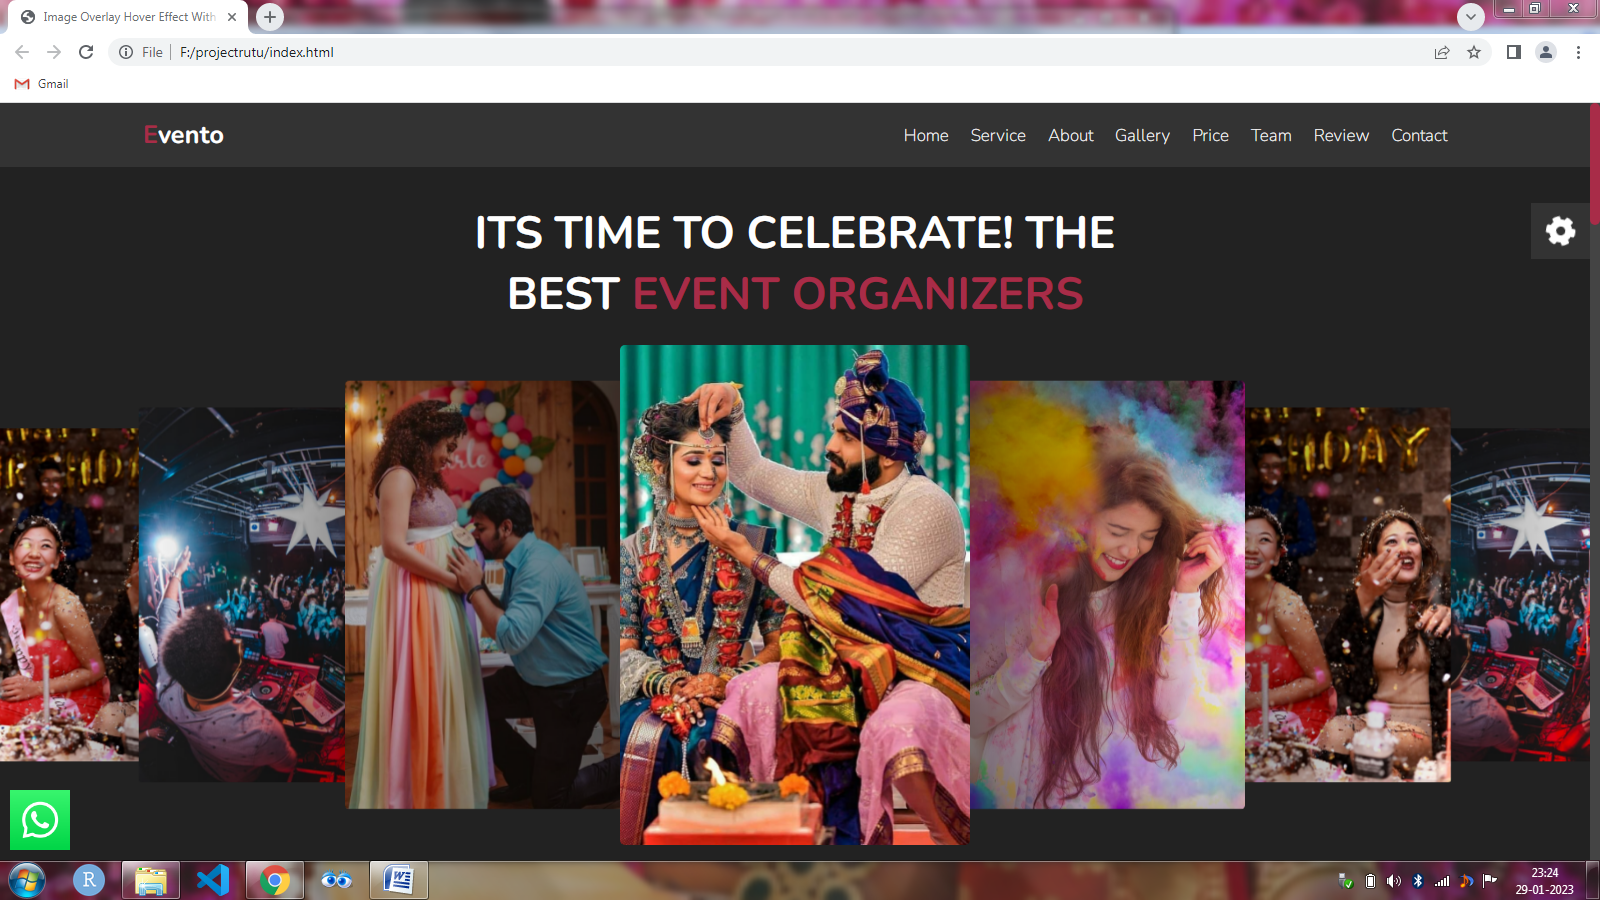 Image Overlay Hover Effect With
File
F:/projectrutu/index.html
Gmail
Evento
Home
Service
About
Gallery
Price
Team
Review
Contact
ITS TIME TO CELEBRATE! THE
BEST EVENT ORGANIZERS
R
23:24
29-01-2023